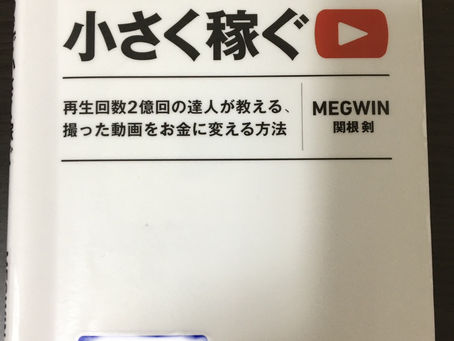 小さく稼ぐ
再生回数2億回の達人が教える、
撮った動画をお金に変える方法
MEGWIN
関根 剣